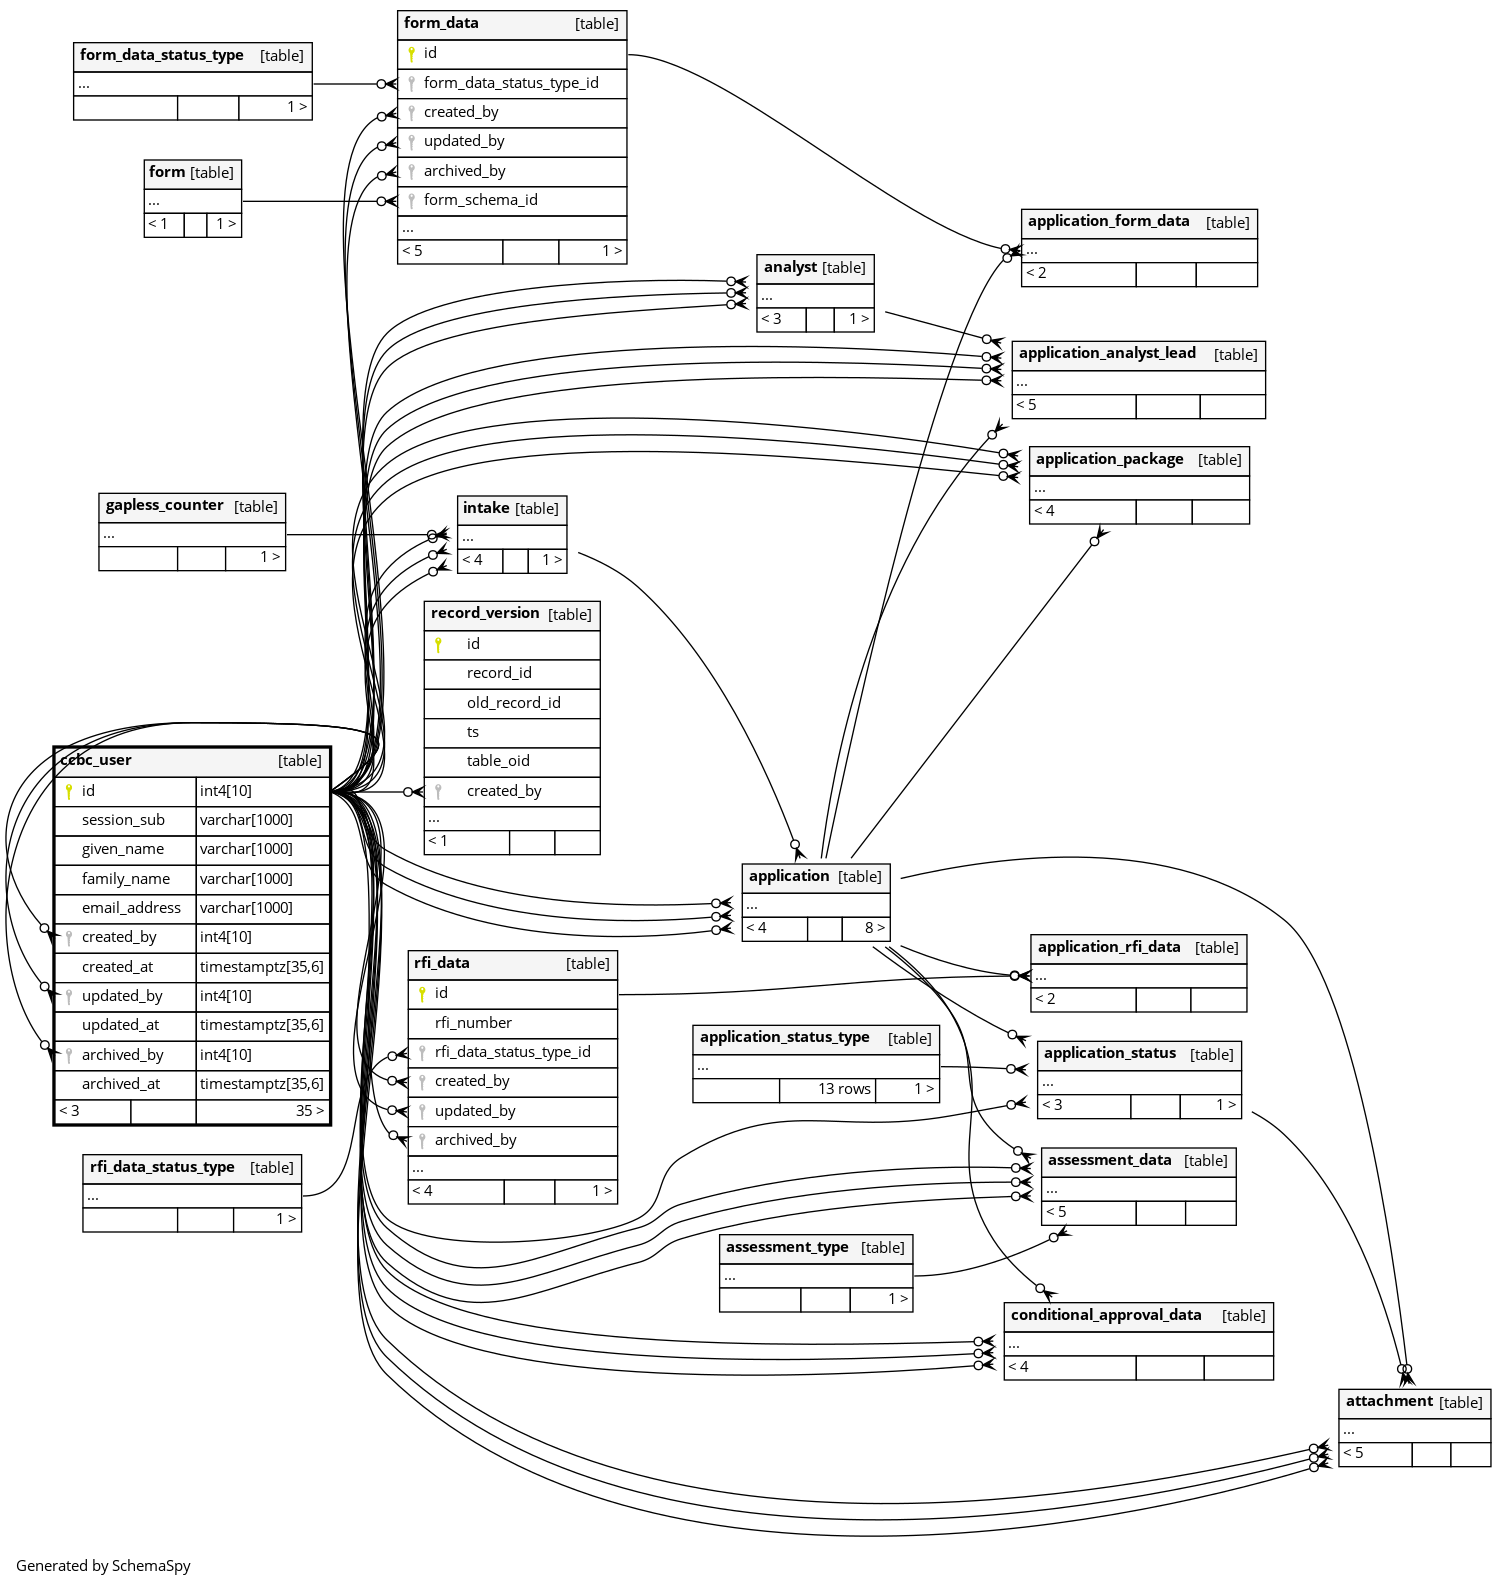 form_data [table]
id
form_data_status_type_id
created_by
updated_by
archived_by
form_schema_id
...
< 5 1 >
form_data_status_type [table]
...
1 >
form [table]
...
< 1 1 >
application_form_data [table]
...
< 2
analyst [table]
...
< 3 1 >
application_analyst_lead [table]
...
< 5
application_package [table]
...
< 4
gapless_counter [table]
...
1 >
intake [table]
...
< 4 1 >
record_version [table]
id
record_id
old_record_id
ts
table_oid
created_by
...
< 1
ccbc_user [table]
id int4[10]
session_sub varchar[1000]
given_name varchar[1000]
family_name varchar[1000]
email_address varchar[1000]
created_by int4[10]
created_at timestamptz[35,6]
updated_by int4[10]
updated_at timestamptz[35,6]
archived_by int4[10]
archived_at timestamptz[35,6]
< 3 35 >
application [table]
...
< 4 8 >
rfi_data [table]
id
rfi_number
rfi_data_status_type_id
created_by
updated_by
archived_by
...
< 4 1 >
application_rfi_data [table]
...
< 2
application_status_type [table]
...
13 rows 1 >
application_status [table]
...
< 3 1 >
rfi_data_status_type [table]
...
1 >
assessment_data [table]
...
< 5
assessment_type [table]
...
1 >
conditional_approval_data [table]
...
< 4
attachment [table]
...
< 5
Generated by SchemaSpy